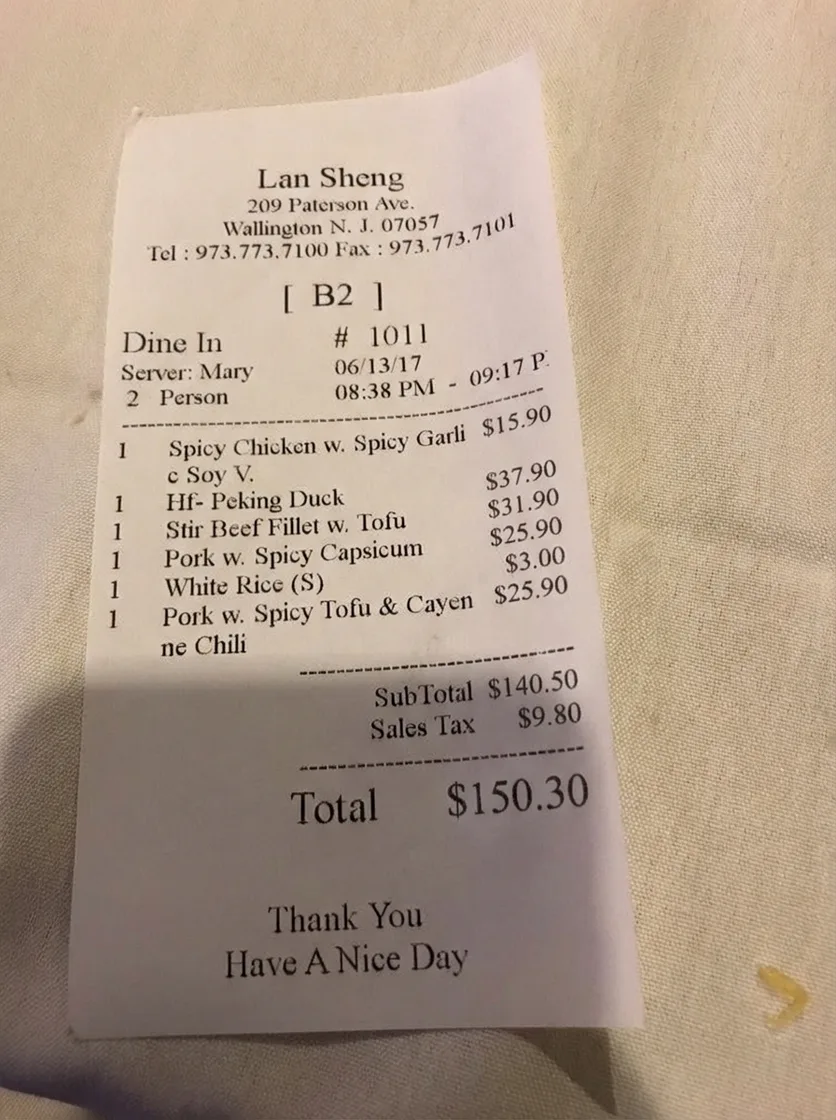 Lan Sheng
209 Paterson Ave.
Wallington N. J. 07057
Tel : 973.773.7100 Fax : 973.773.7101
[ B2 ]
Dine In # 1011
Server: Mary 06/13/17
2 Person 08:38 PM - 09:17 P
1 Spicy Chicken w. Spicy Garli $15.90
c Soy V.
1 Hf- Peking Duck $37.90
1 Stir Beef Fillet w. Tofu $31.90
1 Pork w. Spicy Capsicum $25.90
1 White Rice (S) $3.00
1 Pork w. Spicy Tofu & Cayen $25.90
ne Chili
SubTotal $140.50
Sales Tax $9.80
Total $150.30
Thank You
Have A Nice Day